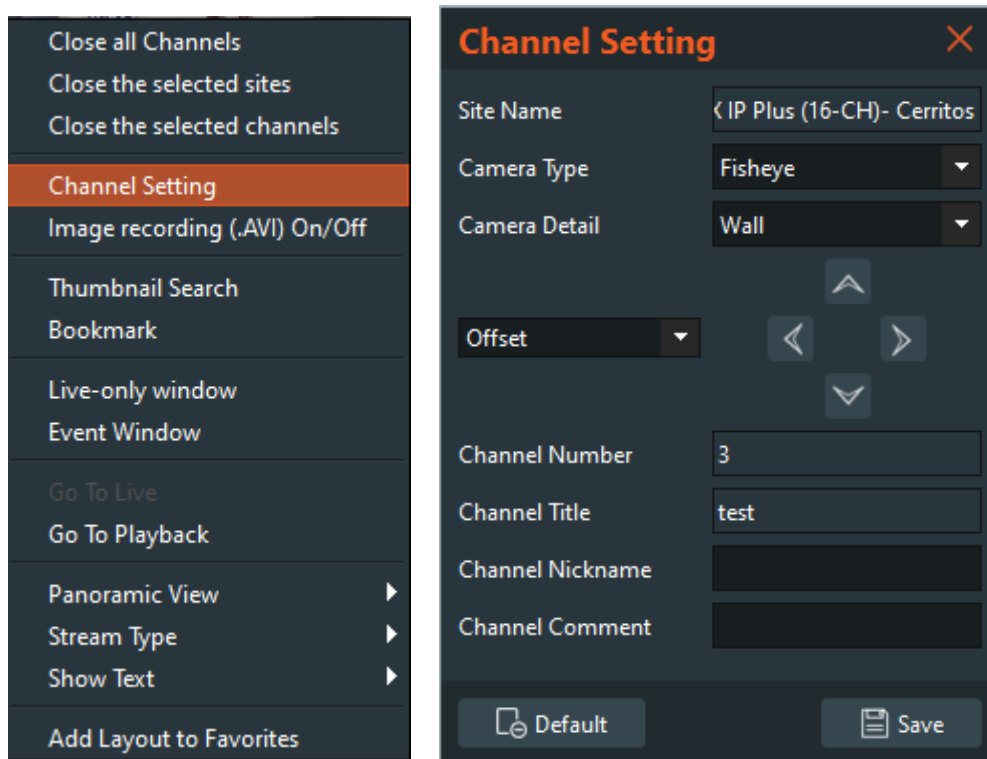 Close all Channels
Close the selected sites
Close the selected channels
Channel Setting
Image recording (.AVI) On/Off
Thumbnail Search
Bookmark
Live-only window
Event Window
Go To Live
Go To Playback
Panoramic View
Stream Type
Show Text
Add Layout to Favorites
Channel Setting
Site Name
IP Plus (16-CH)- Cerritos
Camera Type Fisheye
Camera Detail Wall
Offset
Channel Number 3
Channel Title test
Channel Nickname
Channel Comment
Default Save